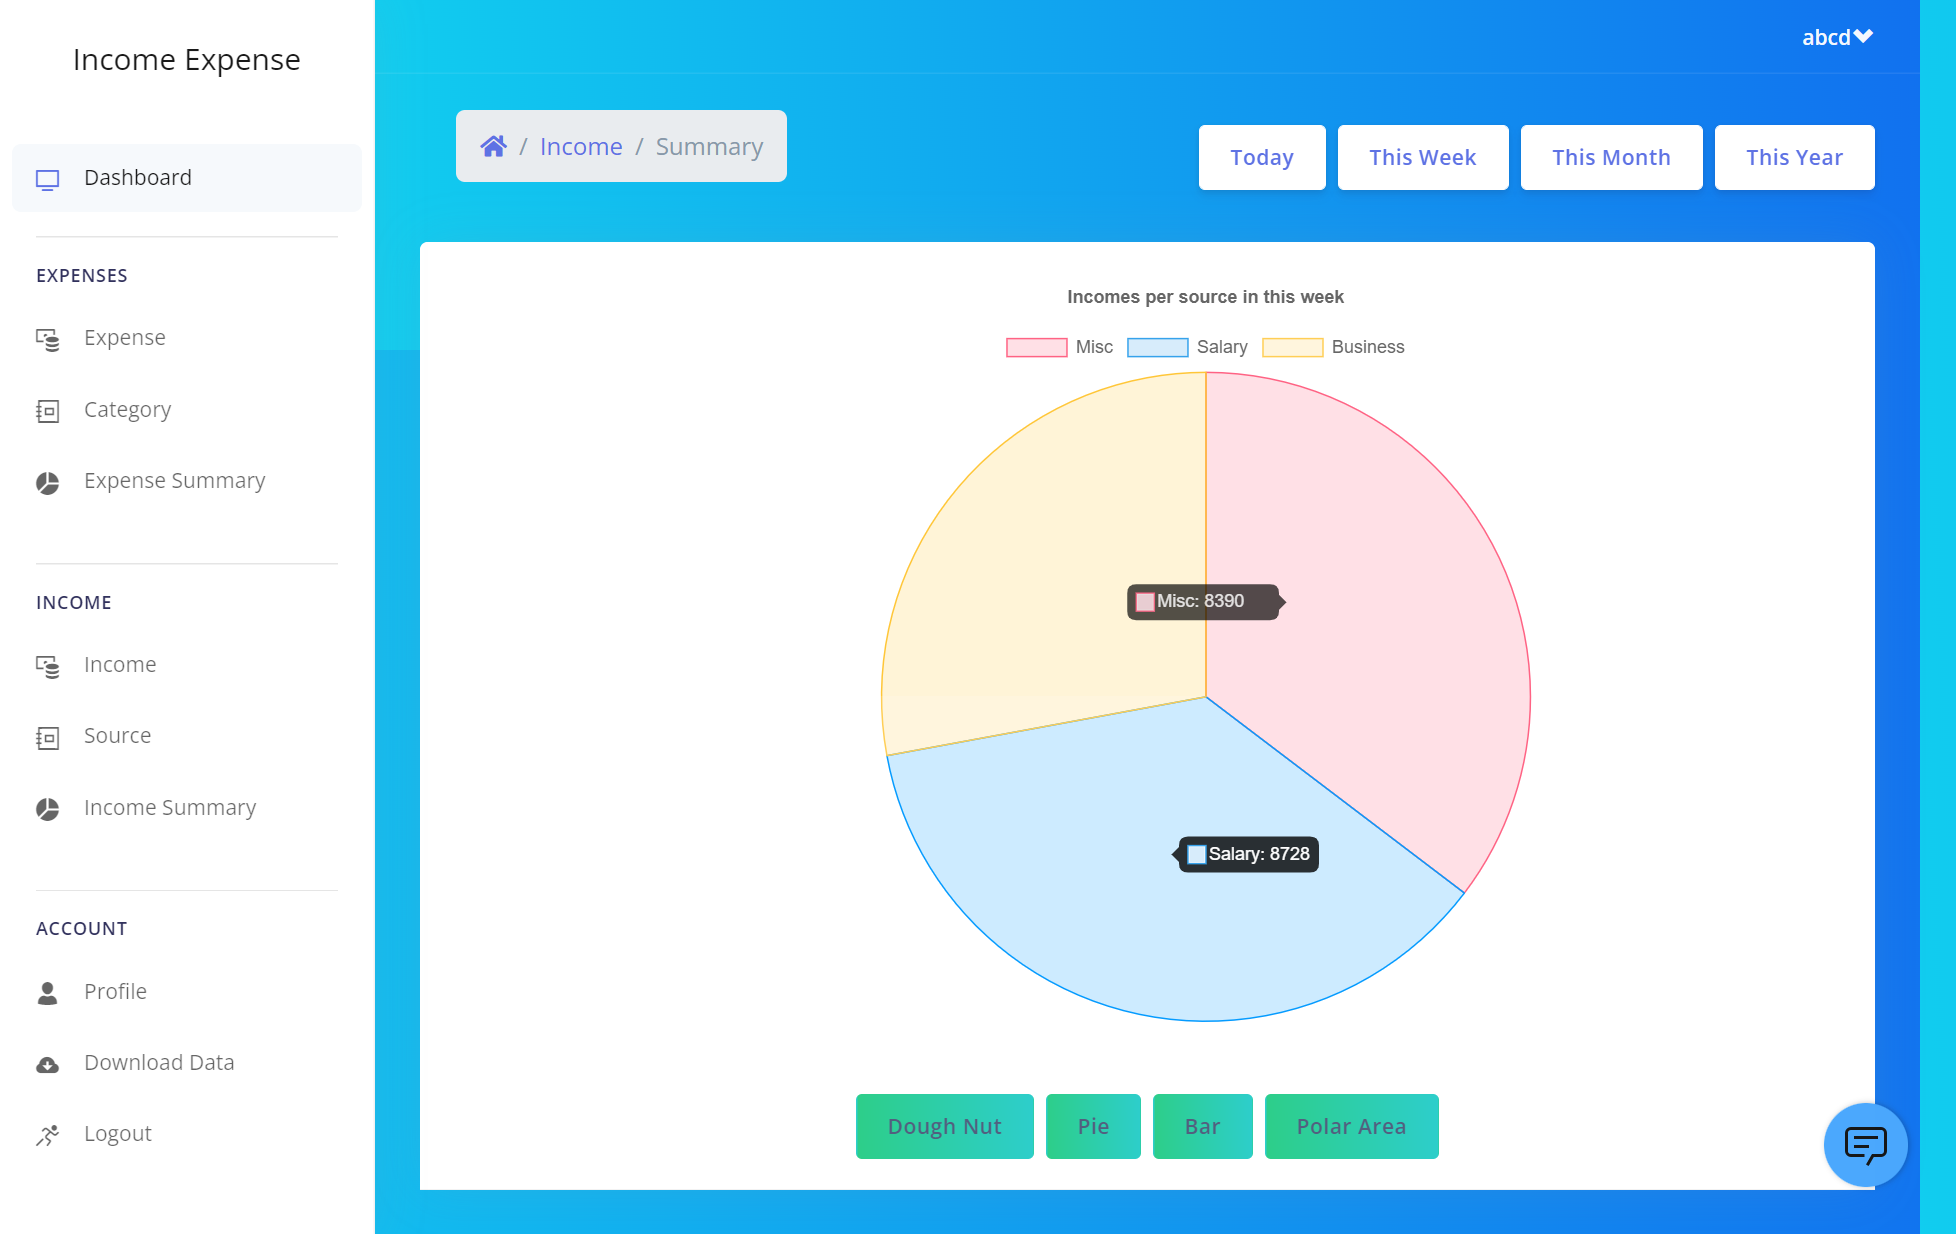 Income Expense
Dashboard
EXPENSES
Expense
Category
Expense Summary
INCOME
Income
Source
Income Summary
ACCOUNT
Profile
Download Data
Logout
abcd
/ Income / Summary
Today This Week This Month This Year
Incomes per source in this week
Misc Salary Business
Misc: 8390
Salary: 8728
Dough Nut Pie Bar Polar Area